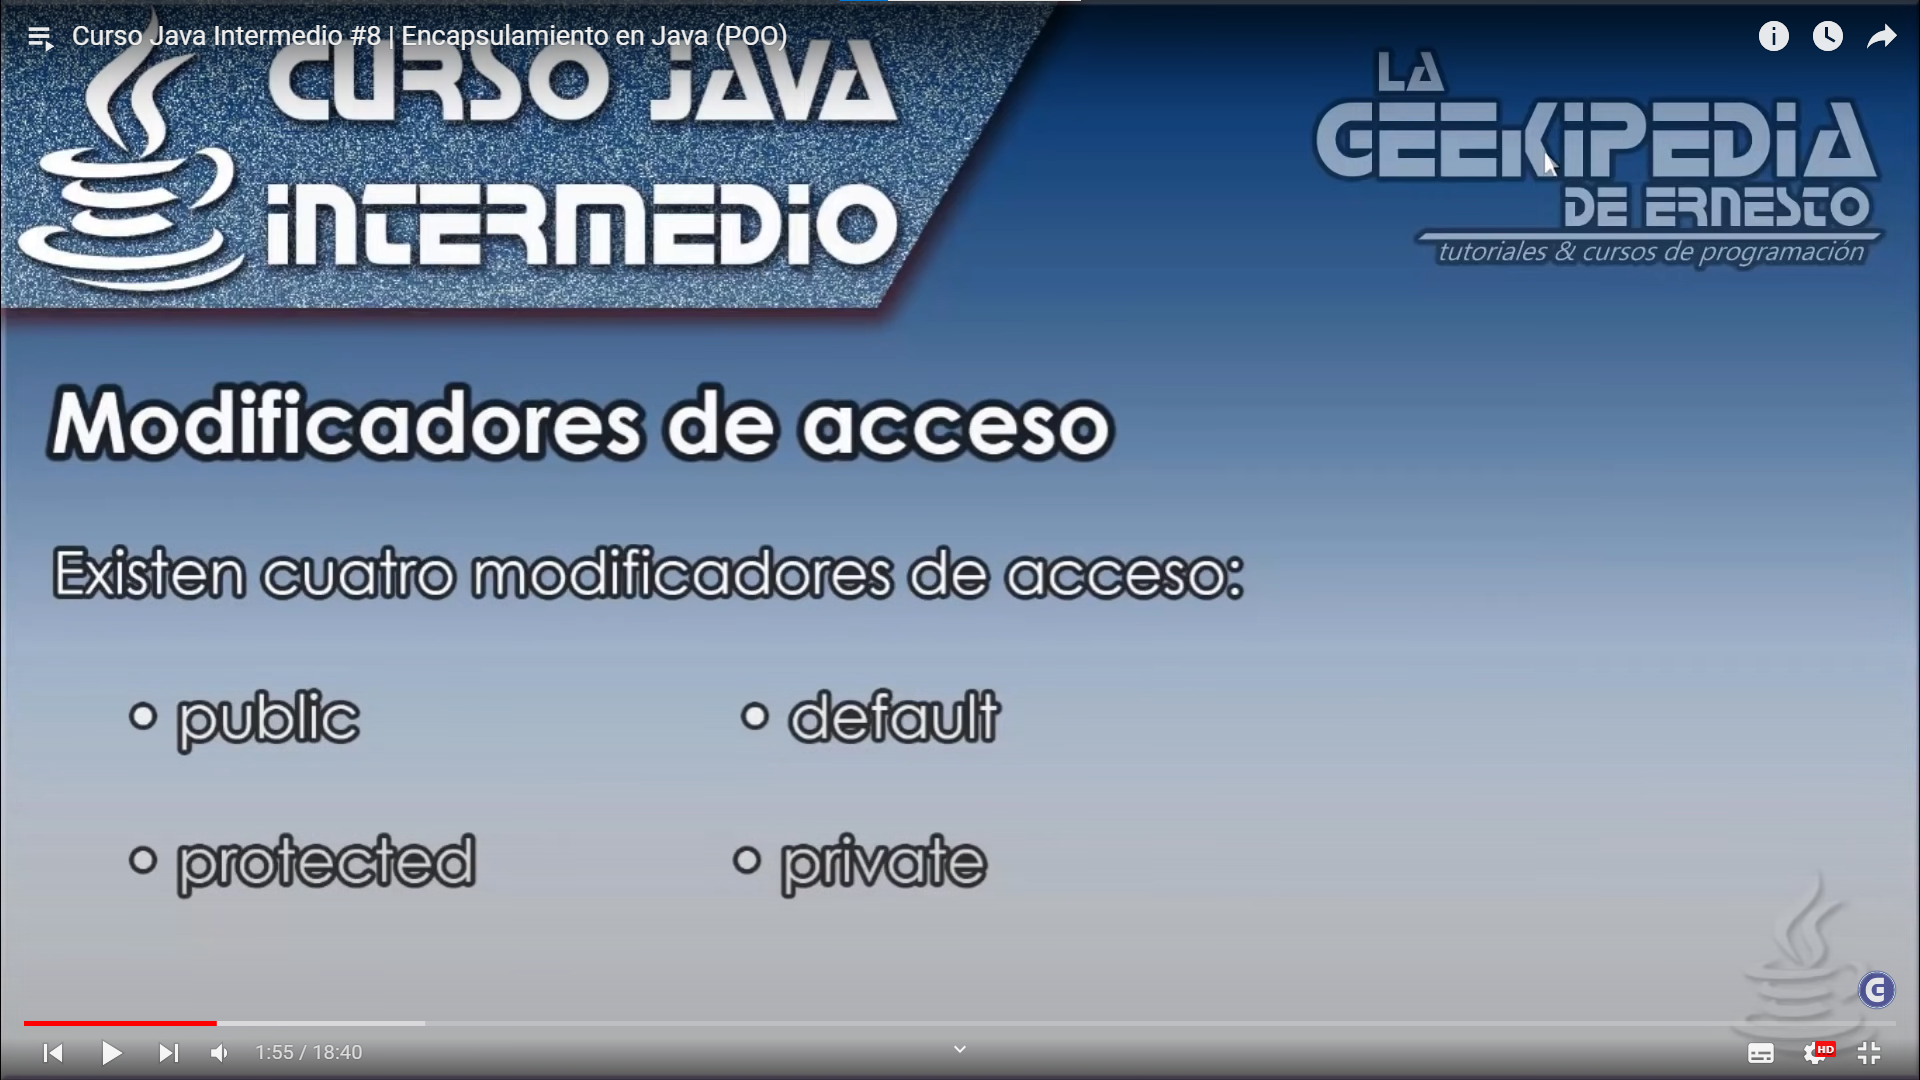 Curso Java Intermedio #8 | Encapsulamiento en Java (POO)
CURSO JAVA
INTERMEDIO
LA
GEEKIPEDIA
DE ERNESTO
tutoriales & cursos de programación
Modificadores de acceso
Existen cuatro modificadores de acceso:
• public
• default
• protected
• private
G
1:55 / 18:40
HD